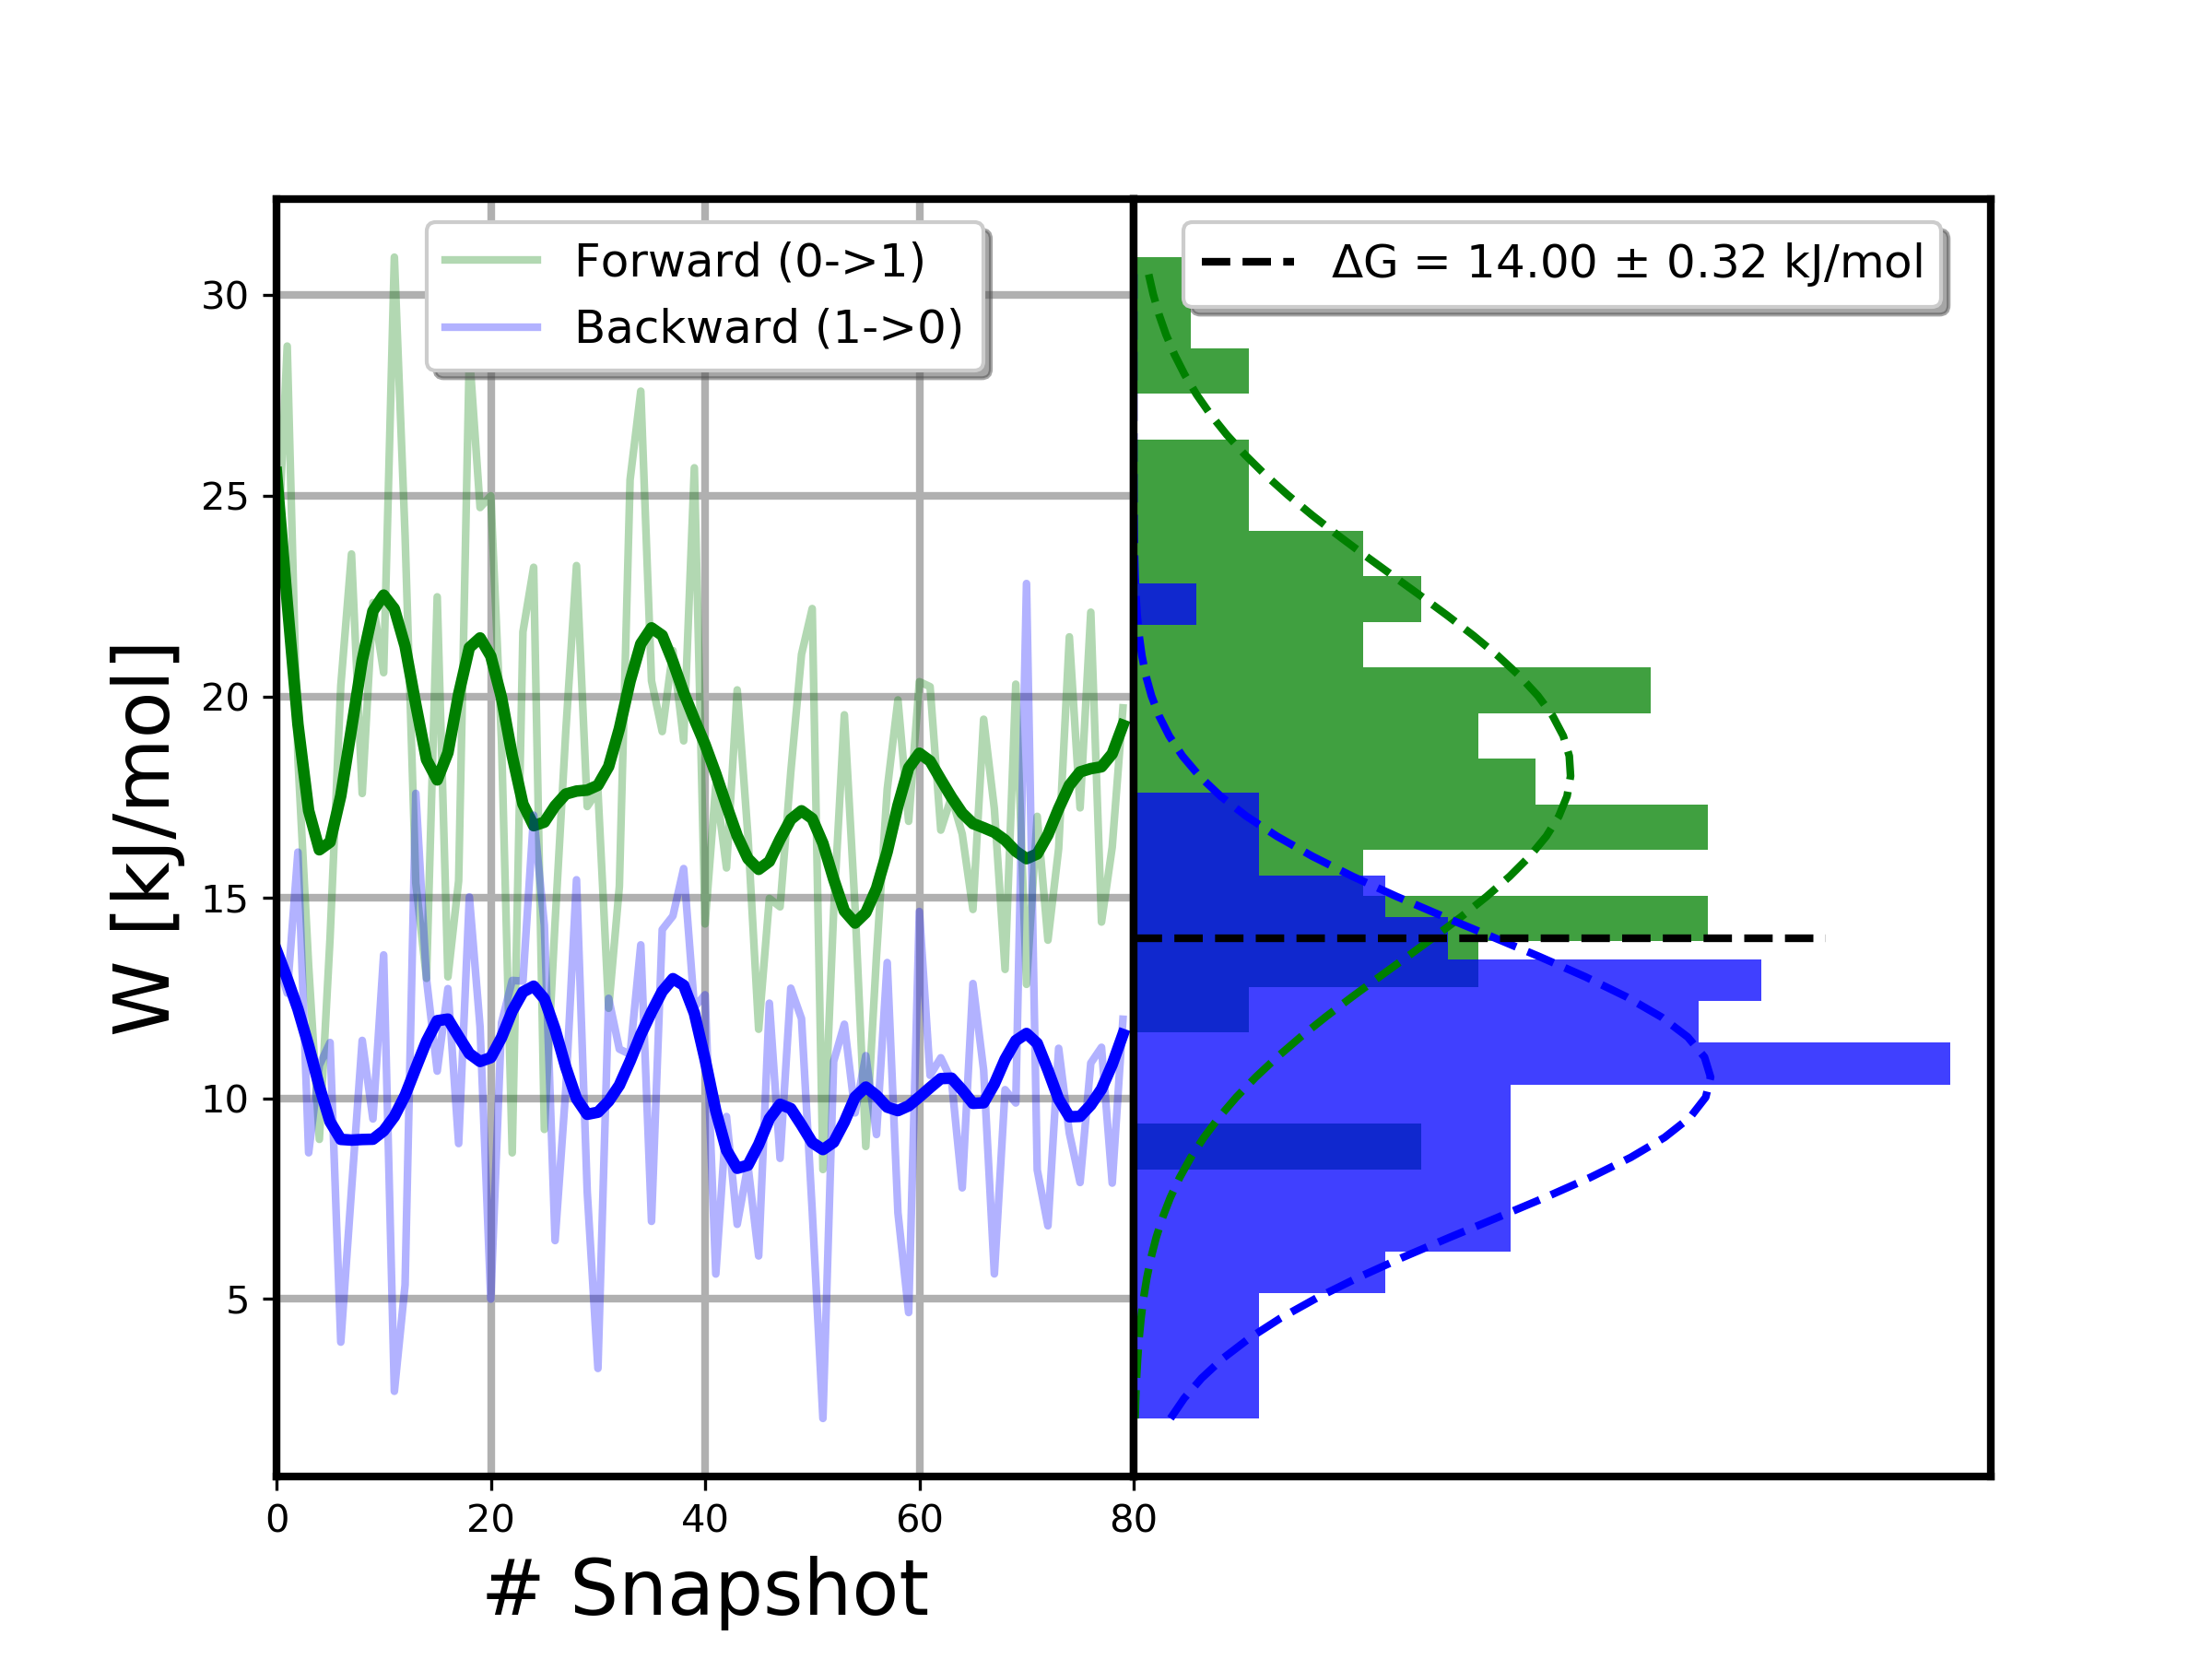 Forward (0->1)
Backward (1->0)
ΔG = 14.00 ± 0.32 kJ/mol
30
25
20
15
10
5
W [kJ/mol]
0 20 40 60 80
# Snapshot